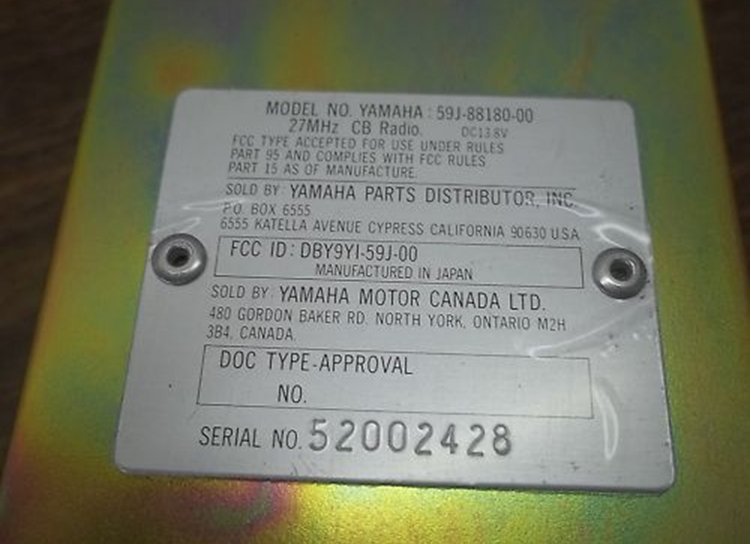 MODEL NO. YAMAHA : 59J-88180-00
27MHz CB Radio. DC13.8V
FCC TYPE ACCEPTED FOR USE UNDER RULES
PART 95 AND COMPLIES WITH FCC RULES
PART 15 AS OF MANUFACTURE.
SOLD BY : YAMAHA PARTS DISTRIBUTOR, INC.
P.O. BOX 6555
6555 KATELLA AVENUE CYPRESS CALIFORNIA 90630 U.S.A
FCC ID : DBY9YI-59J-00
MANUFACTURED IN JAPAN
SOLD BY : YAMAHA MOTOR CANADA LTD.
480 GORDON BAKER RD. NORTH YORK, ONTARIO M2H
3B4, CANADA.
DOC TYPE-APPROVAL
NO.
SERIAL NO. 52002428